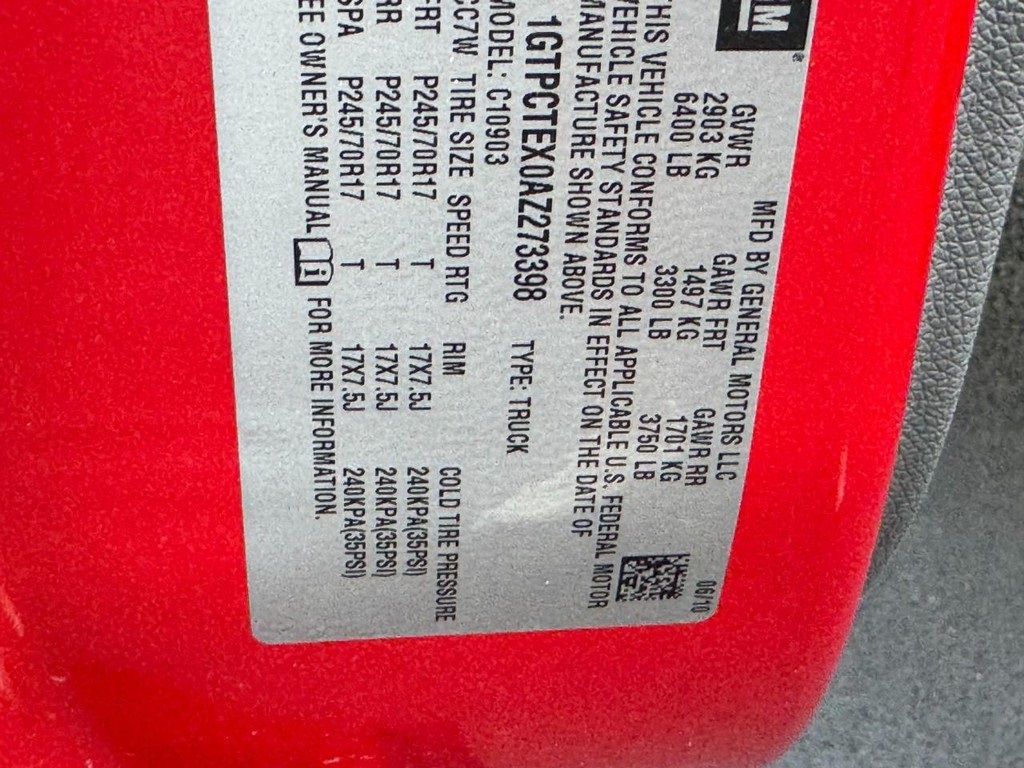 GM
MFD BY GENERAL MOTORS LLC 06/10
GVWR GAWR FRT GAWR RR
2903 KG 1497 KG 1701 KG
6400 LB 3300 LB 3750 LB
THIS VEHICLE CONFORMS TO ALL APPLICABLE U.S. FEDERAL MOTOR
VEHICLE SAFETY STANDARDS IN EFFECT ON THE DATE OF
MANUFACTURE SHOWN ABOVE.
1GTPCTEX0AZ273398 TYPE: TRUCK
MODEL: C10903
CC7W TIRE SIZE SPEED RTG RIM COLD TIRE PRESSURE
FRT P245/70R17 T 17X7.5J 240KPA(35PSI)
RR P245/70R17 T 17X7.5J 240KPA(35PSI)
SPA P245/70R17 T 17X7.5J 240KPA(35PSI)
EE OWNER'S MANUAL i FOR MORE INFORMATION.